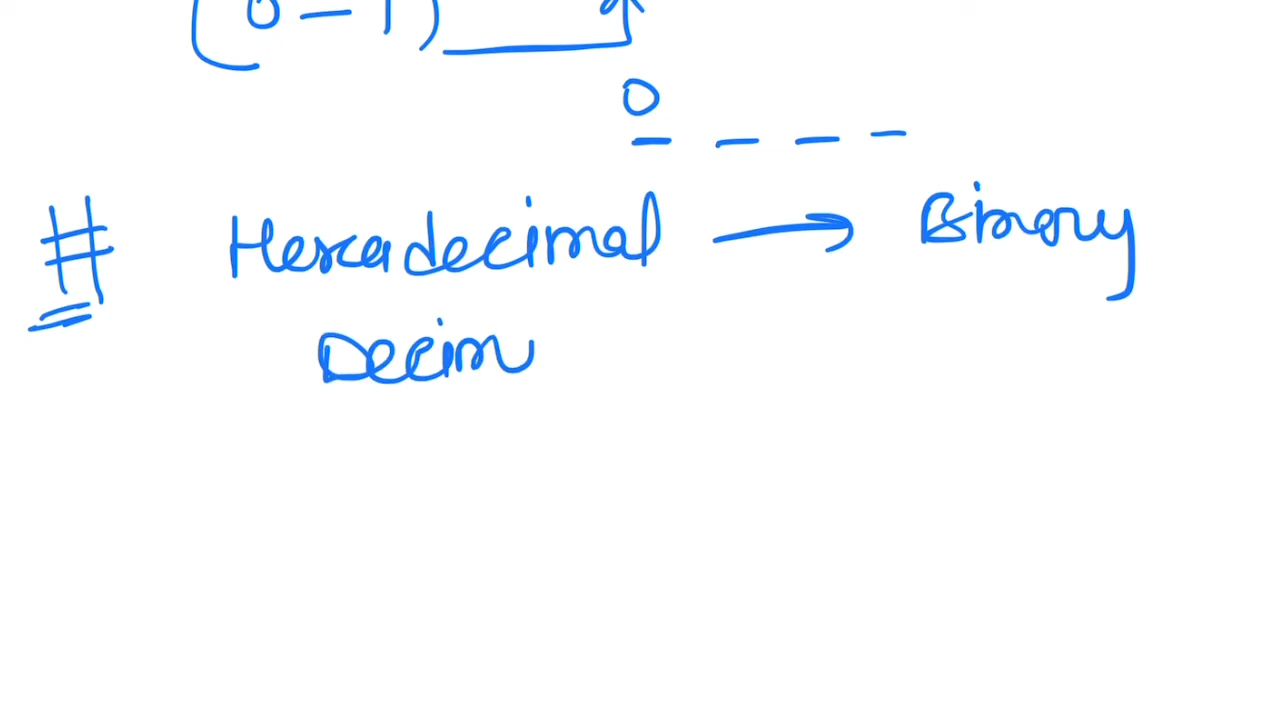 (0 – 1)
0
# Hexadecimal → Binary
Decim